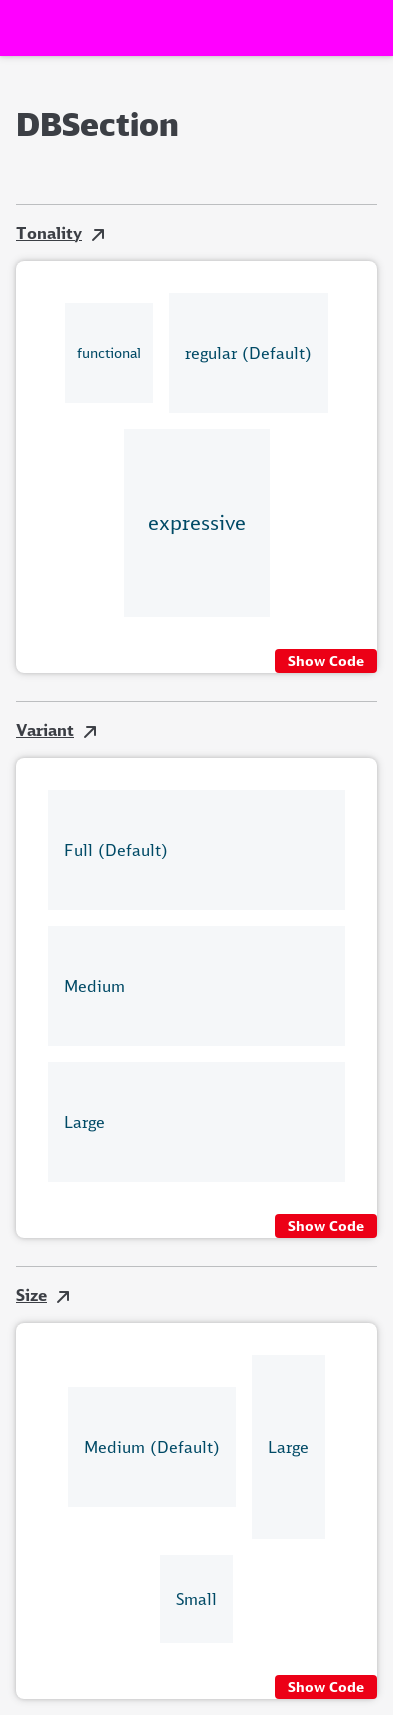 DBSection
Tonality
functional
regular (Default)
expressive
Show Code
Variant
Full (Default)
Medium
Large
Show Code
Size
Medium (Default)
Large
Small
Show Code